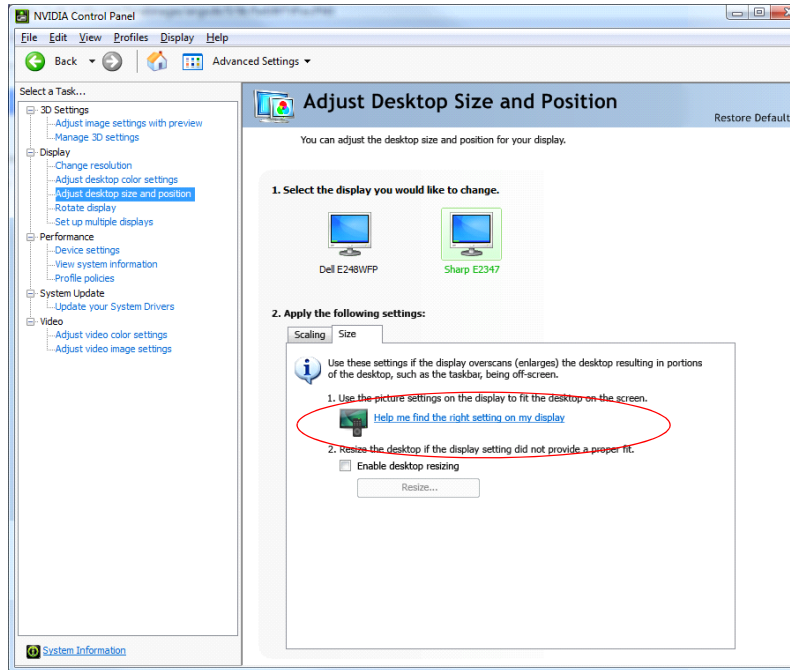 NVIDIA Control Panel
File Edit View Profiles Display Help
Back Advanced Settings
Select a Task...
3D Settings
Adjust image settings with preview
Manage 3D settings
Display
Change resolution
Adjust desktop color settings
Adjust desktop size and position
Rotate display
Set up multiple displays
Performance
Device settings
View system information
Profile policies
System Update
Update your System Drivers
Video
Adjust video color settings
Adjust video image settings
System Information
Adjust Desktop Size and Position
Restore Default
You can adjust the desktop size and position for your display.
1. Select the display you would like to change.
Dell E248WFP Sharp E2347
2. Apply the following settings:
Scaling Size
Use these settings if the display overscans (enlarges) the desktop resulting in portions
of the desktop, such as the taskbar, being off-screen.
1. Use the picture settings on the display to fit the desktop on the screen.
Help me find the right setting on my display
2. Resize the desktop if the display setting did not provide a proper fit.
Enable desktop resizing
Resize...